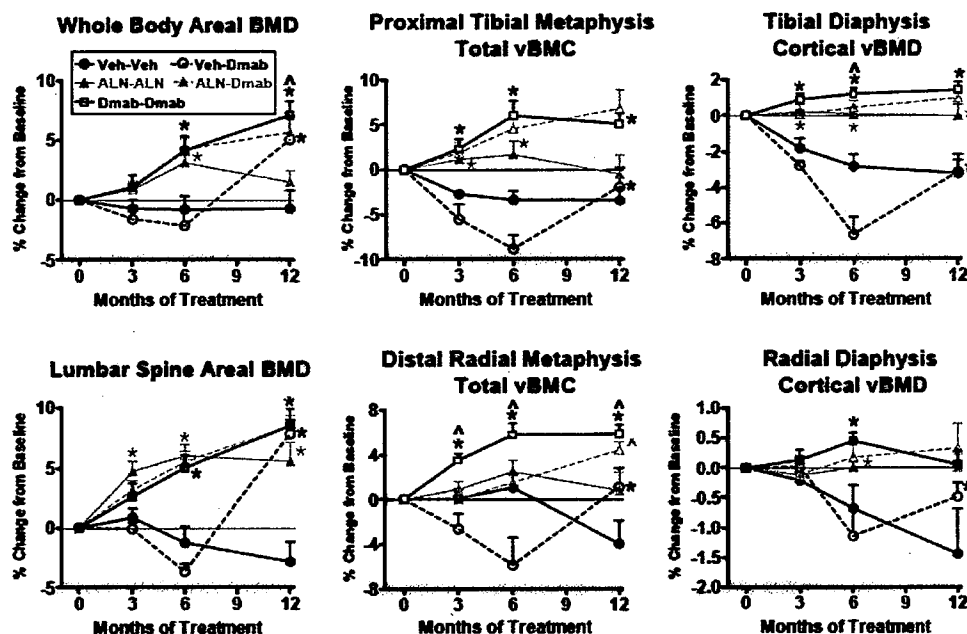 Whole Body Areal BMD
Veh-Veh
Veh-Dmab
ALN-ALN
ALN-Dmab
Dmab-Dmab
% Change from Baseline
10
5
0
-5
*
*
^
*
*
0 3 6 9 12
Months of Treatment
Proximal Tibial Metaphysis
Total vBMC
% Change from Baseline
10
5
0
-5
-10
*
*
*
*
*
*
0 3 6 9 12
Months of Treatment
Tibial Diaphysis
Cortical vBMD
% Change from Baseline
2
0
-2
-4
-6
-8
*
^
*
*
*
*
0 3 6 9 12
Months of Treatment
Lumbar Spine Areal BMD
% Change from Baseline
10
5
0
-5
*
*
*
*
*
*
0 3 6 9 12
Months of Treatment
Distal Radial Metaphysis
Total vBMC
% Change from Baseline
8
4
0
-4
-8
^
*
^
*
^
*
^
*
0 3 6 9 12
Months of Treatment
Radial Diaphysis
Cortical vBMD
% Change from Baseline
1.0
0.5
0.0
-0.5
-1.0
-1.5
-2.0
*
*
*
0 3 6 9 12
Months of Treatment